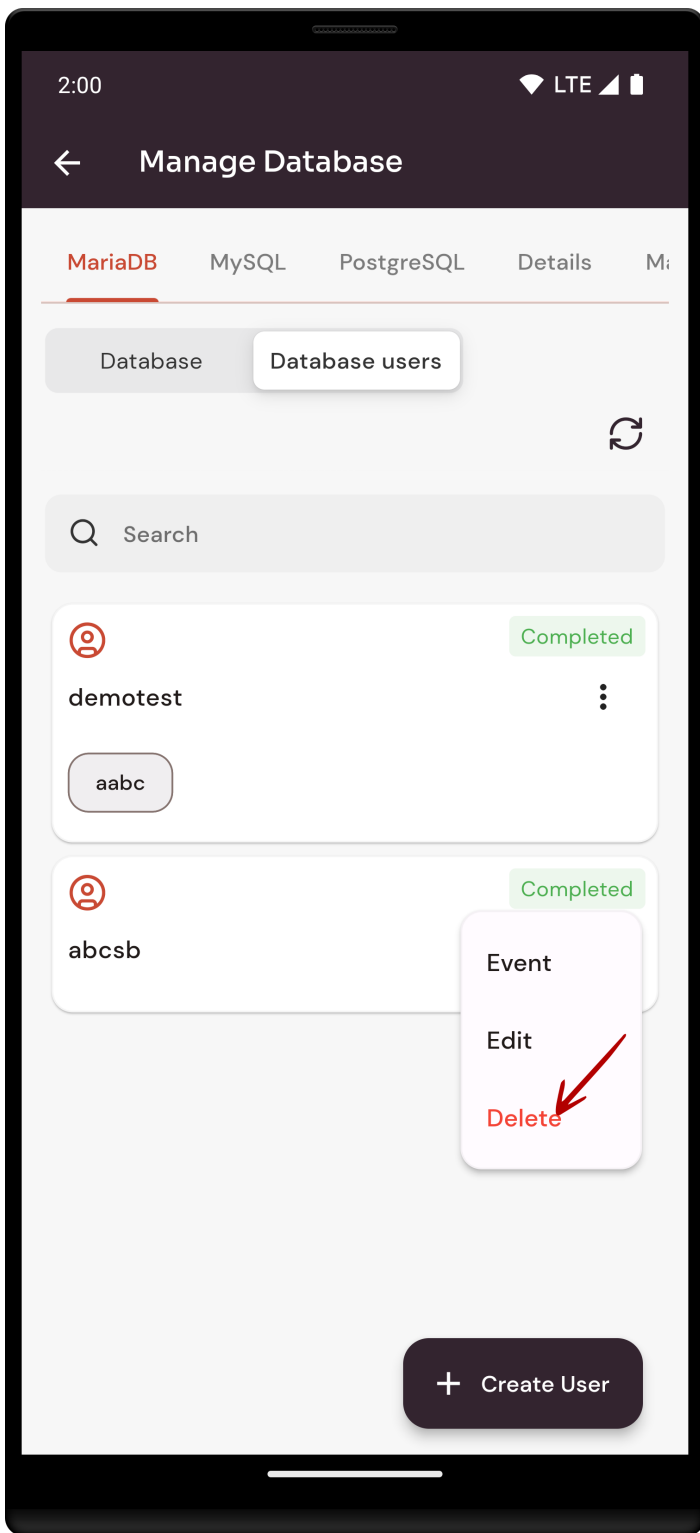 2:00 LTE
Manage Database
MariaDB MySQL PostgreSQL Details
Database Database users
Search
Completed
demotest
aabc
Completed
abcsb
Event
Edit
Delete
+ Create User